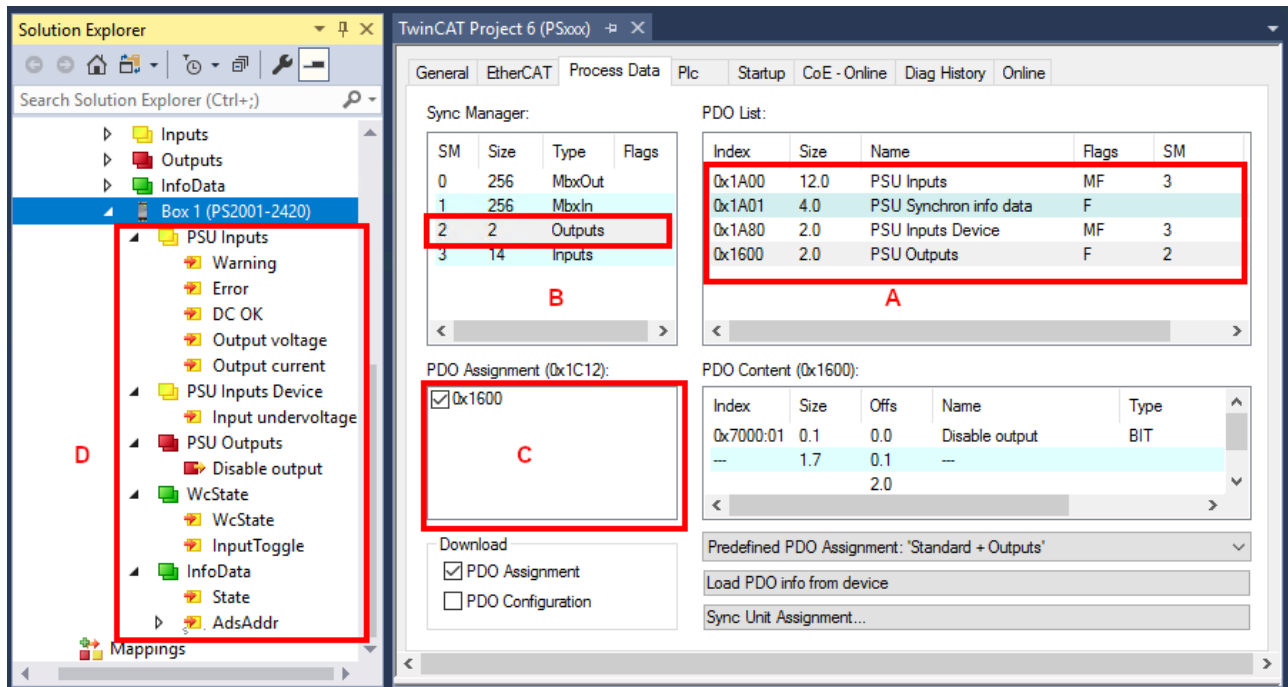 Solution Explorer
Search Solution Explorer (Ctrl+;)
Inputs
Outputs
InfoData
Box 1 (PS2001-2420)
PSU Inputs
Warning
Error
DC OK
Output voltage
Output current
PSU Inputs Device
Input undervoltage
PSU Outputs
Disable output
WcState
WcState
InputToggle
InfoData
State
AdsAddr
Mappings
D
TwinCAT Project 6 (PSxxx)
General EtherCAT Process Data Plc Startup CoE - Online Diag History Online
Sync Manager:
SM Size Type Flags
0 256 MbxOut
1 256 MbxIn
2 2 Outputs
3 14 Inputs
B
PDO List:
Index Size Name Flags SM
0x1A00 12.0 PSU Inputs MF 3
0x1A01 4.0 PSU Synchron info data F
0x1A80 2.0 PSU Inputs Device MF 3
0x1600 2.0 PSU Outputs F 2
A
PDO Assignment (0x1C12):
0x1600
C
PDO Content (0x1600):
Index Size Offs Name Type
0x7000:01 0.1 0.0 Disable output BIT
--- 1.7 0.1 ---
2.0
Download
PDO Assignment
PDO Configuration
Predefined PDO Assignment: 'Standard + Outputs'
Load PDO info from device
Sync Unit Assignment...